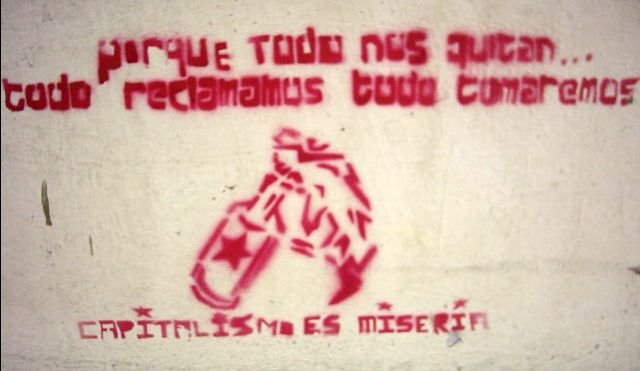 porque todo nos quitan...
todo reclamamos todo tomaremos
CAPITALISMO ES MISERIA